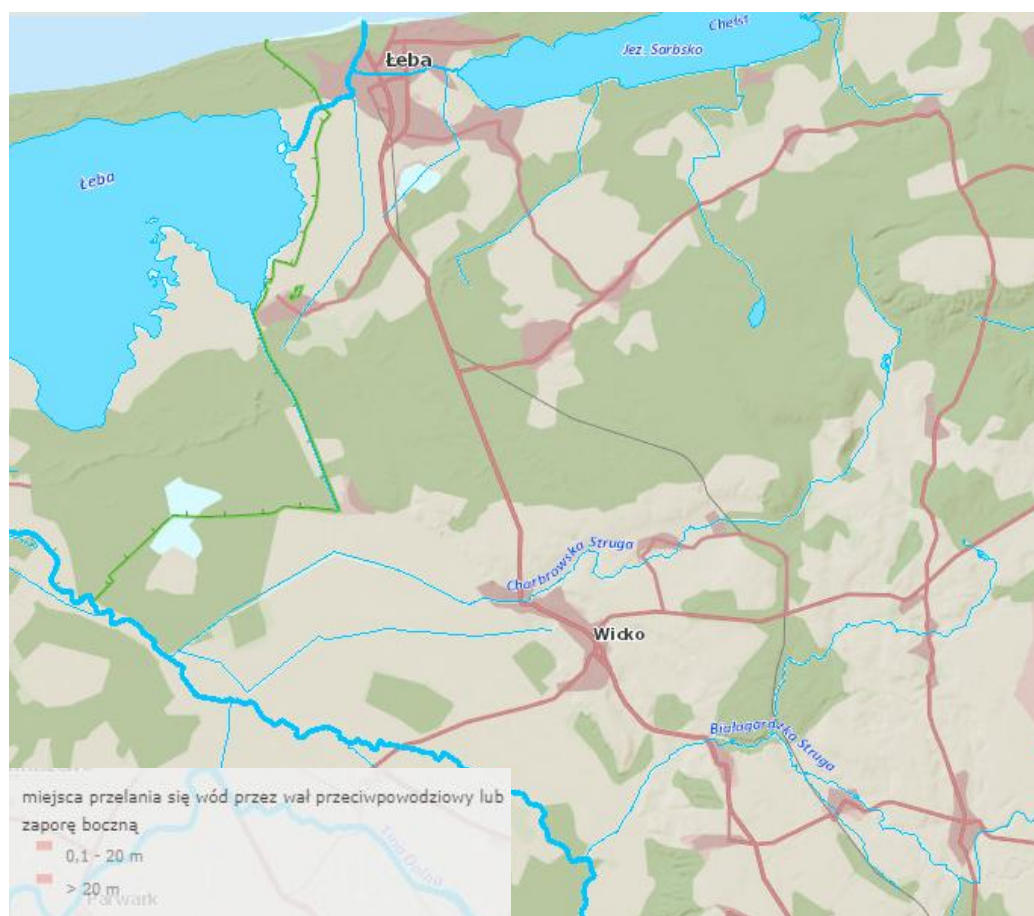 Chełst
Jez. Sarbsko
Łeba
Łeba
Charbrowska Struga
Wicko
Białogardzka Struga
miejsca przelania się wód przez wał przeciwpowodziowy lub
zaporę boczną
0,1 - 20 m
> 20 m